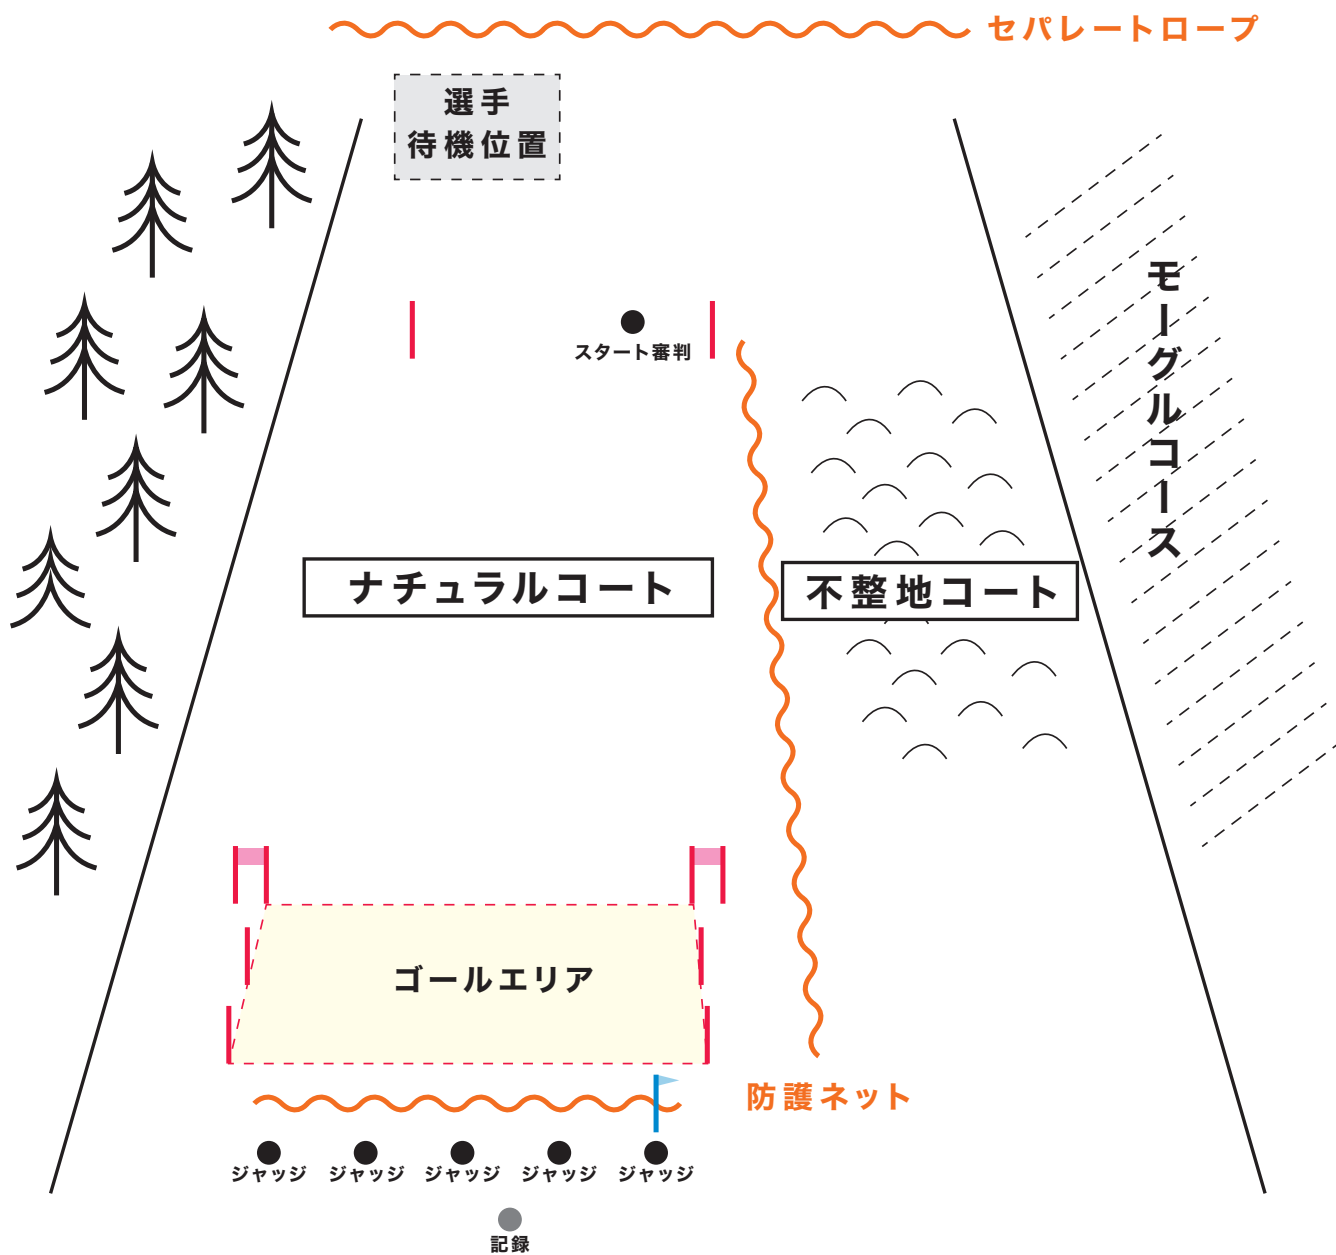 セパレートロープ
選手
待機位置
スタート審判
モーグルコース
ナチュラルコート
不整地コート
ゴールエリア
防護ネット
ジャッジ
ジャッジ
ジャッジ
ジャッジ
ジャッジ
記録